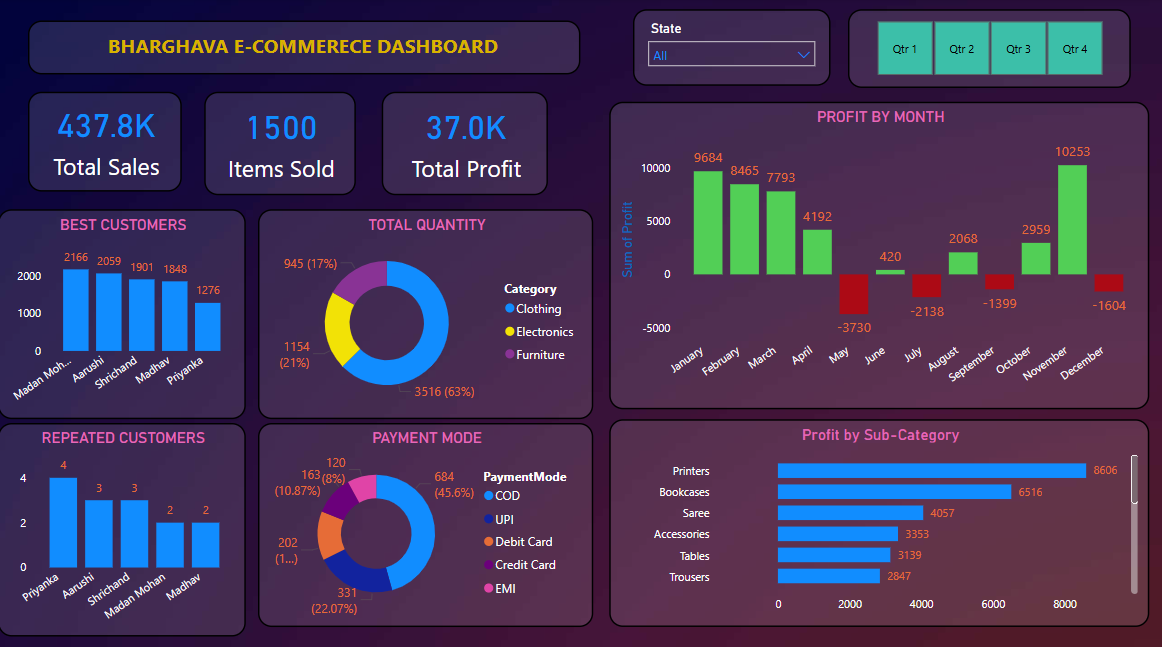 BHARGHAVA E-COMMERECE DASHBOARD
State
All
Qtr 1
Qtr 2
Qtr 3
Qtr 4
437.8K
Total Sales
1500
Items Sold
37.0K
Total Profit
PROFIT BY MONTH
Sum of Profit
10000
5000
0
-5000
9684
8465
7793
4192
-3730
420
-2138
2068
-1399
2959
10253
-1604
January
February
March
April
May
June
July
August
September
October
November
December
BEST CUSTOMERS
2000
1000
0
2166
2059
1901
1848
1276
Madan Moh...
Aarushi
Shrichand
Madhav
Priyanka
TOTAL QUANTITY
945 (17%)
1154
(21%)
3516 (63%)
Category
Clothing
Electronics
Furniture
REPEATED CUSTOMERS
4
2
0
4
3
3
2
2
Priyanka
Aarushi
Shrichand
Madan Mohan
Madhav
PAYMENT MODE
120
(8%)
163
(10.87%)
202
(1...)
331
(22.07%)
684
(45.6%)
PaymentMode
COD
UPI
Debit Card
Credit Card
EMI
Profit by Sub-Category
Printers 8606
Bookcases 6516
Saree 4057
Accessories 3353
Tables 3139
Trousers 2847
0 2000 4000 6000 8000